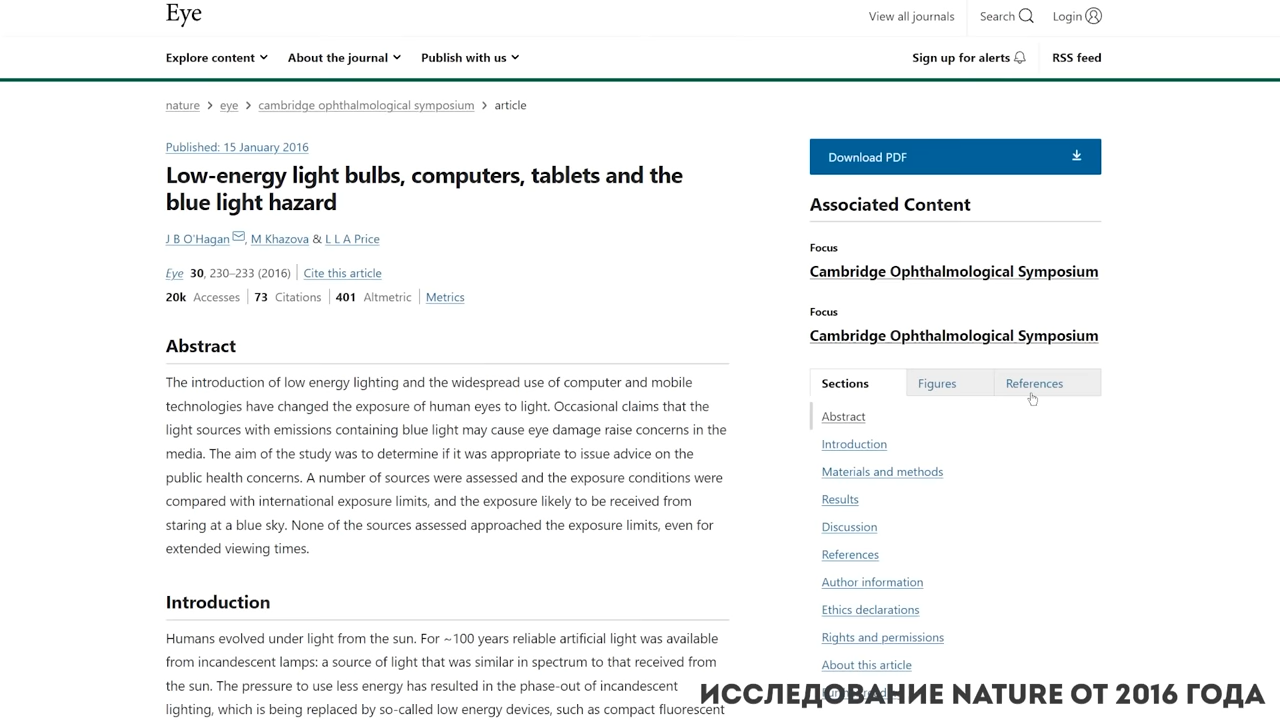 Eye
View all journals
Search
Login
Explore content
About the journal
Publish with us
Sign up for alerts
RSS feed
nature > eye > cambridge ophthalmological symposium > article
Published: 15 January 2016
Low-energy light bulbs, computers, tablets and the
blue light hazard
J B O'Hagan, M Khazova & L L A Price
Eye 30, 230–233 (2016) Cite this article
20k Accesses 73 Citations 401 Altmetric Metrics
Abstract
The introduction of low energy lighting and the widespread use of computer and mobile
technologies have changed the exposure of human eyes to light. Occasional claims that the
light sources with emissions containing blue light may cause eye damage raise concerns in the
media. The aim of the study was to determine if it was appropriate to issue advice on the
public health concerns. A number of sources were assessed and the exposure conditions were
compared with international exposure limits, and the exposure likely to be received from
staring at a blue sky. None of the sources assessed approached the exposure limits, even for
extended viewing times.
Introduction
Humans evolved under light from the sun. For ~100 years reliable artificial light was available
from incandescent lamps: a source of light that was similar in spectrum to that received from
the sun. The pressure to use less energy has resulted in the phase-out of incandescent
lighting, which is being replaced by so-called low energy devices, such as compact fluorescent
Download PDF
Associated Content
Focus
Cambridge Ophthalmological Symposium
Focus
Cambridge Ophthalmological Symposium
Sections
Figures
References
Abstract
Introduction
Materials and methods
Results
Discussion
References
Author information
Ethics declarations
Rights and permissions
About this article
ИССЛЕДОВАНИЕ NATURE ОТ 2016 ГОДА